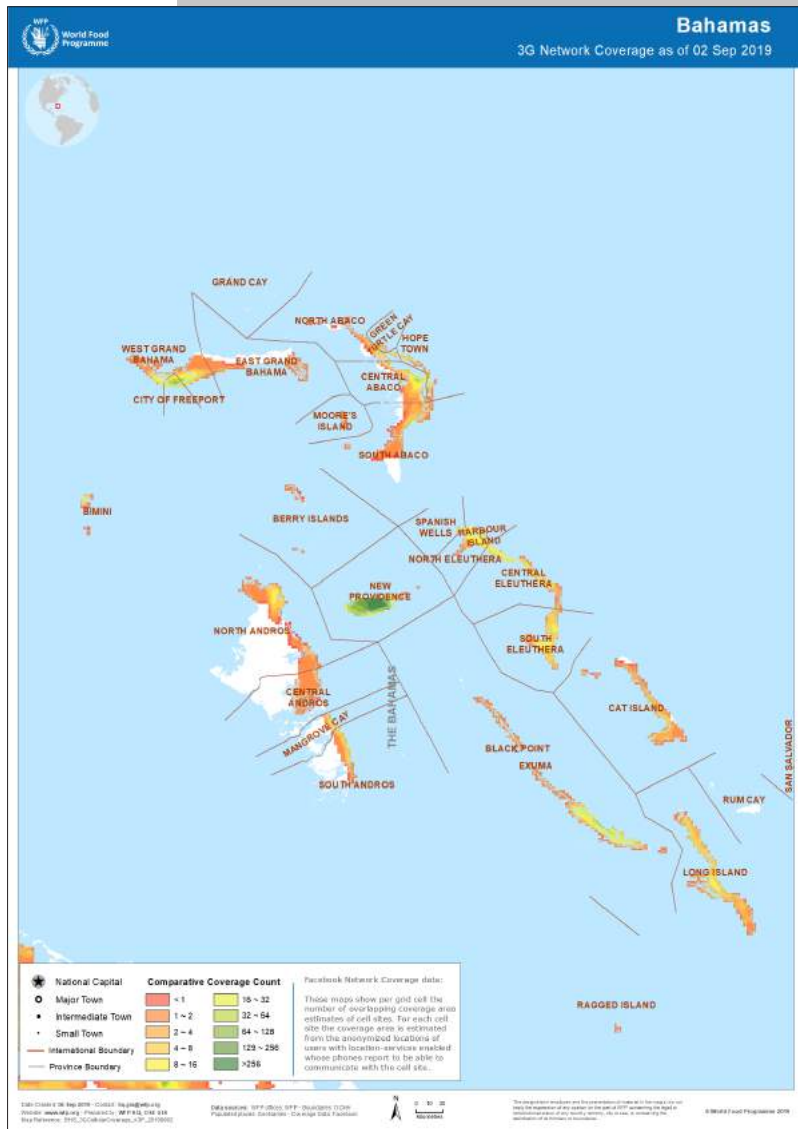 WFP
World Food
Programme
Bahamas
3G Network Coverage as of 02 Sep 2019
GRAND CAY
NORTH ABACO
GREEN
TURTLE CAY
HOPE
TOWN
WEST GRAND
BAHAMA
EAST GRAND
BAHAMA
CENTRAL
ABACO
CITY OF FREEPORT
MOORE'S
ISLAND
SOUTH ABACO
BIMINI
BERRY ISLANDS
SPANISH
WELLS
HARBOUR
ISLAND
NORTH ELEUTHERA
CENTRAL
ELEUTHERA
NEW
PROVIDENCE
NORTH ANDROS
SOUTH
ELEUTHERA
CENTRAL
ANDROS
THE BAHAMAS
CAT ISLAND
MANGROVE CAY
BLACK POINT
EXUMA
SOUTH ANDROS
SAN SALVADOR
RUM CAY
LONG ISLAND
RAGGED ISLAND
National Capital
Major Town
Intermediate Town
Small Town
International Boundary
Province Boundary
Comparative Coverage Count
< 1
1 ~ 2
2 ~ 4
4 ~ 8
8 ~ 16
16 ~ 32
32 ~ 64
64 ~ 128
129 ~ 256
>256
Facebook Network Coverage data:
These maps show per grid cell the
number of overlapping coverage area
estimates of cell sites. For each cell
site the coverage area is estimated
from the anonymized locations of
users with location-services enabled
whose phones report to be able to
communicate with the cell site.
N
Kilometers
© World Food Programme 2019